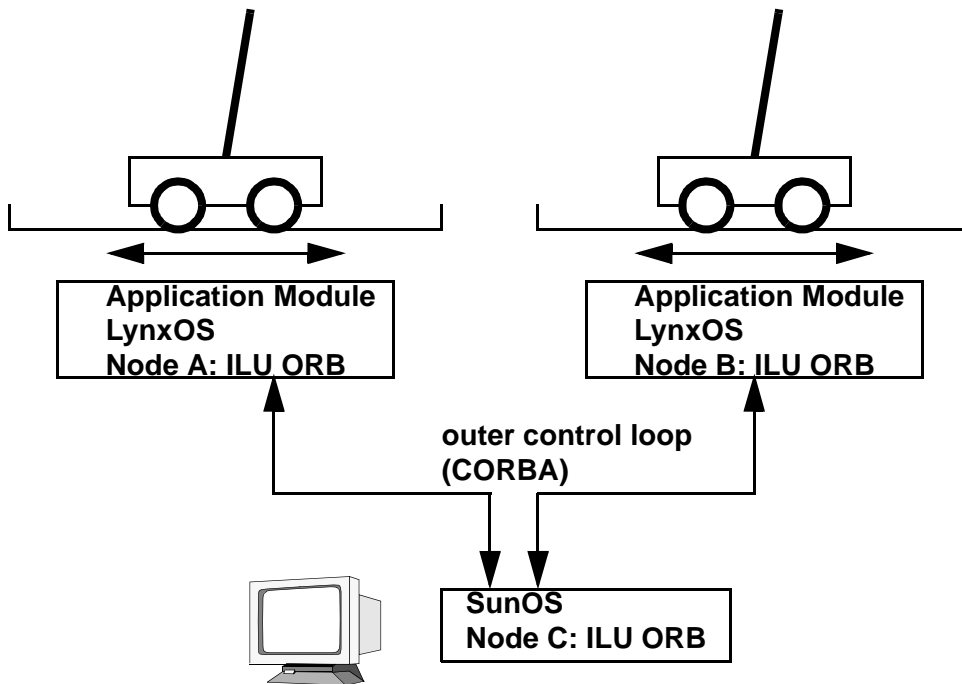 Application Module
LynxOS
Node A: ILU ORB
Application Module
LynxOS
Node B: ILU ORB
outer control loop
(CORBA)
SunOS
Node C: ILU ORB